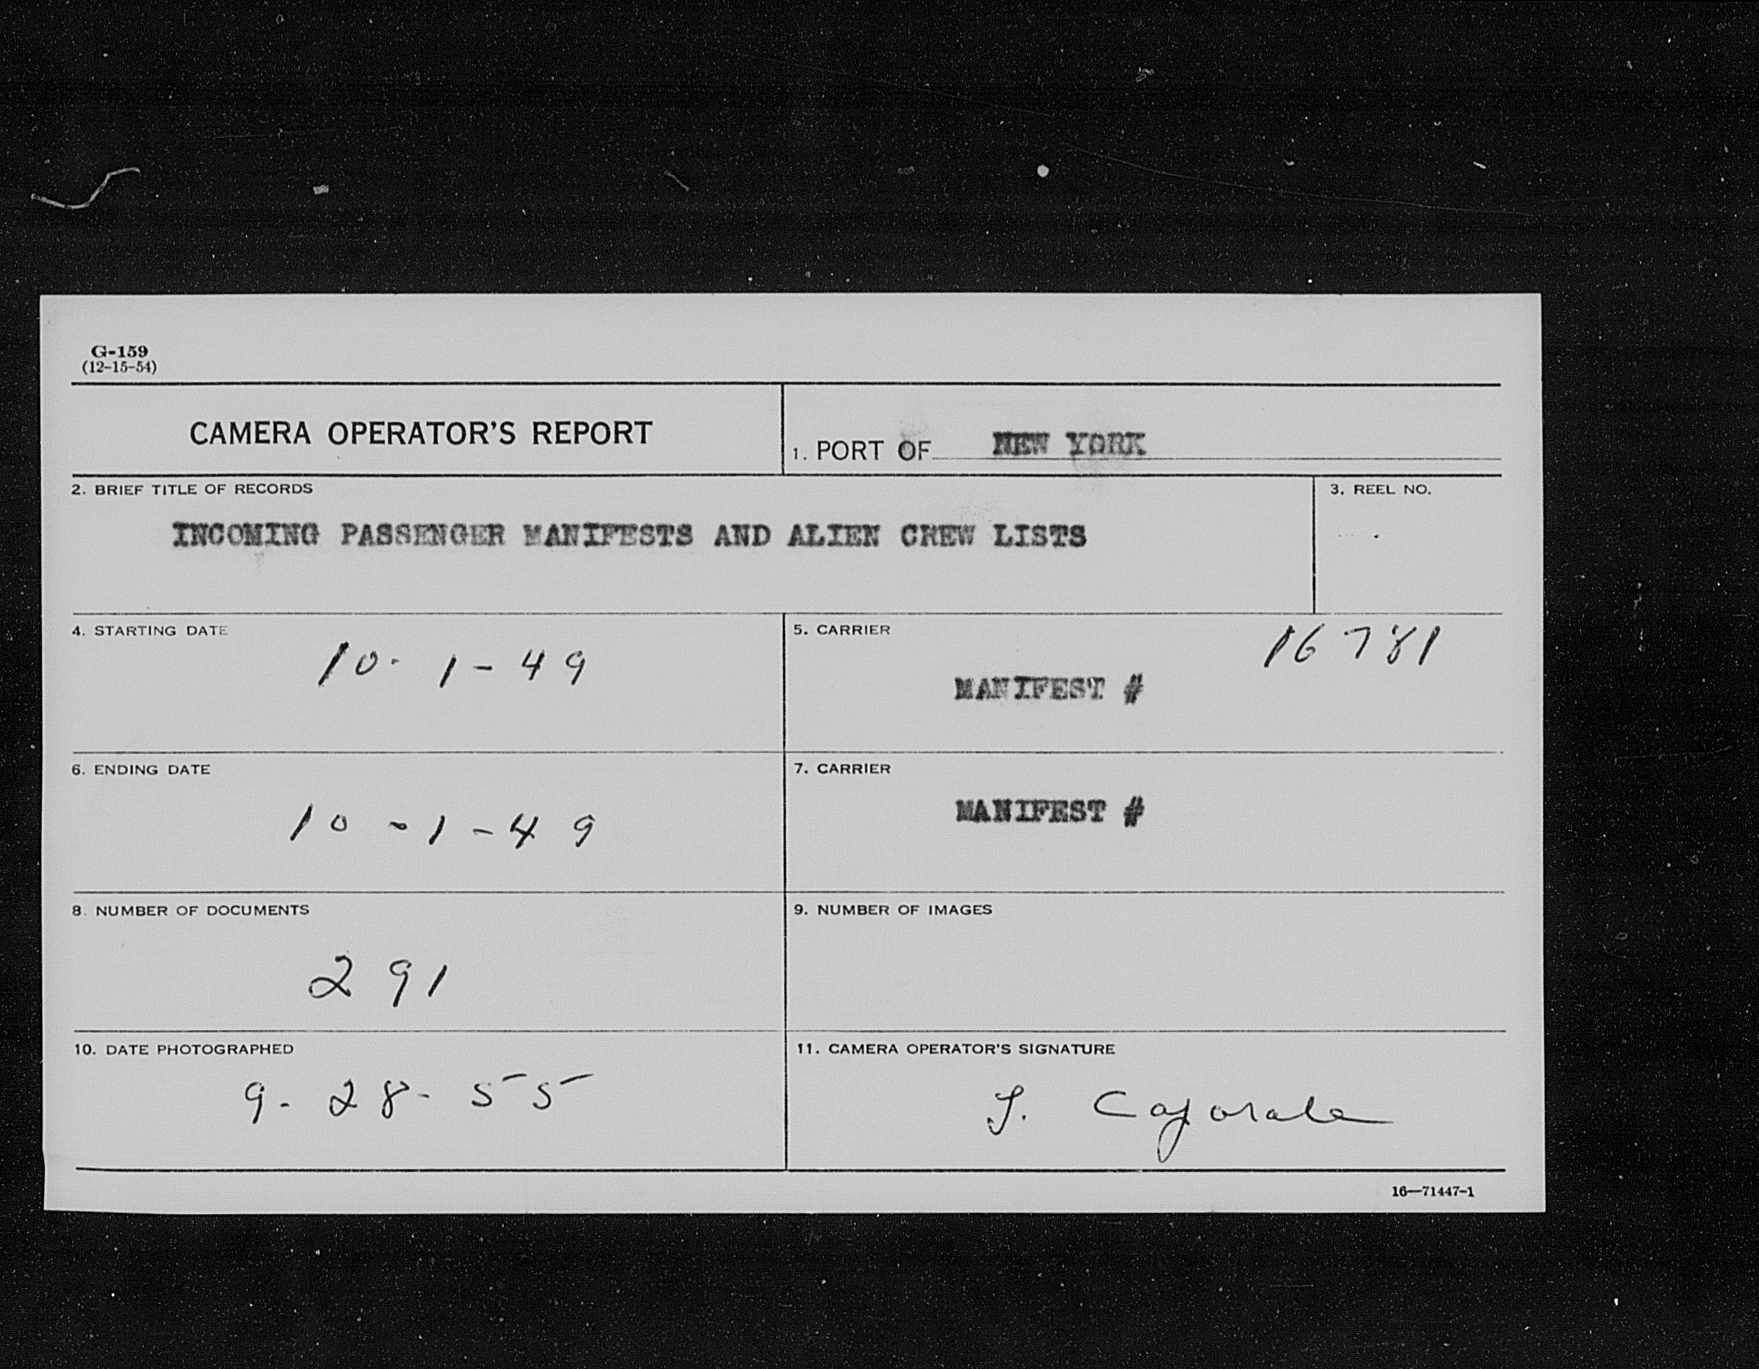 G-159
(12-15-54)
CAMERA OPERATOR'S REPORT
1. PORT OF NEW YORK
2. BRIEF TITLE OF RECORDS
INCOMING PASSENGER MANIFESTS AND ALIEN CREW LISTS
3. REEL NO.
4. STARTING DATE
10-1-49
5. CARRIER
16781
MANIFEST #
6. ENDING DATE
10-1-49
7. CARRIER
MANIFEST #
8. NUMBER OF DOCUMENTS
291
9. NUMBER OF IMAGES
10. DATE PHOTOGRAPHED
9-28-55
11. CAMERA OPERATOR'S SIGNATURE
16—71447-1